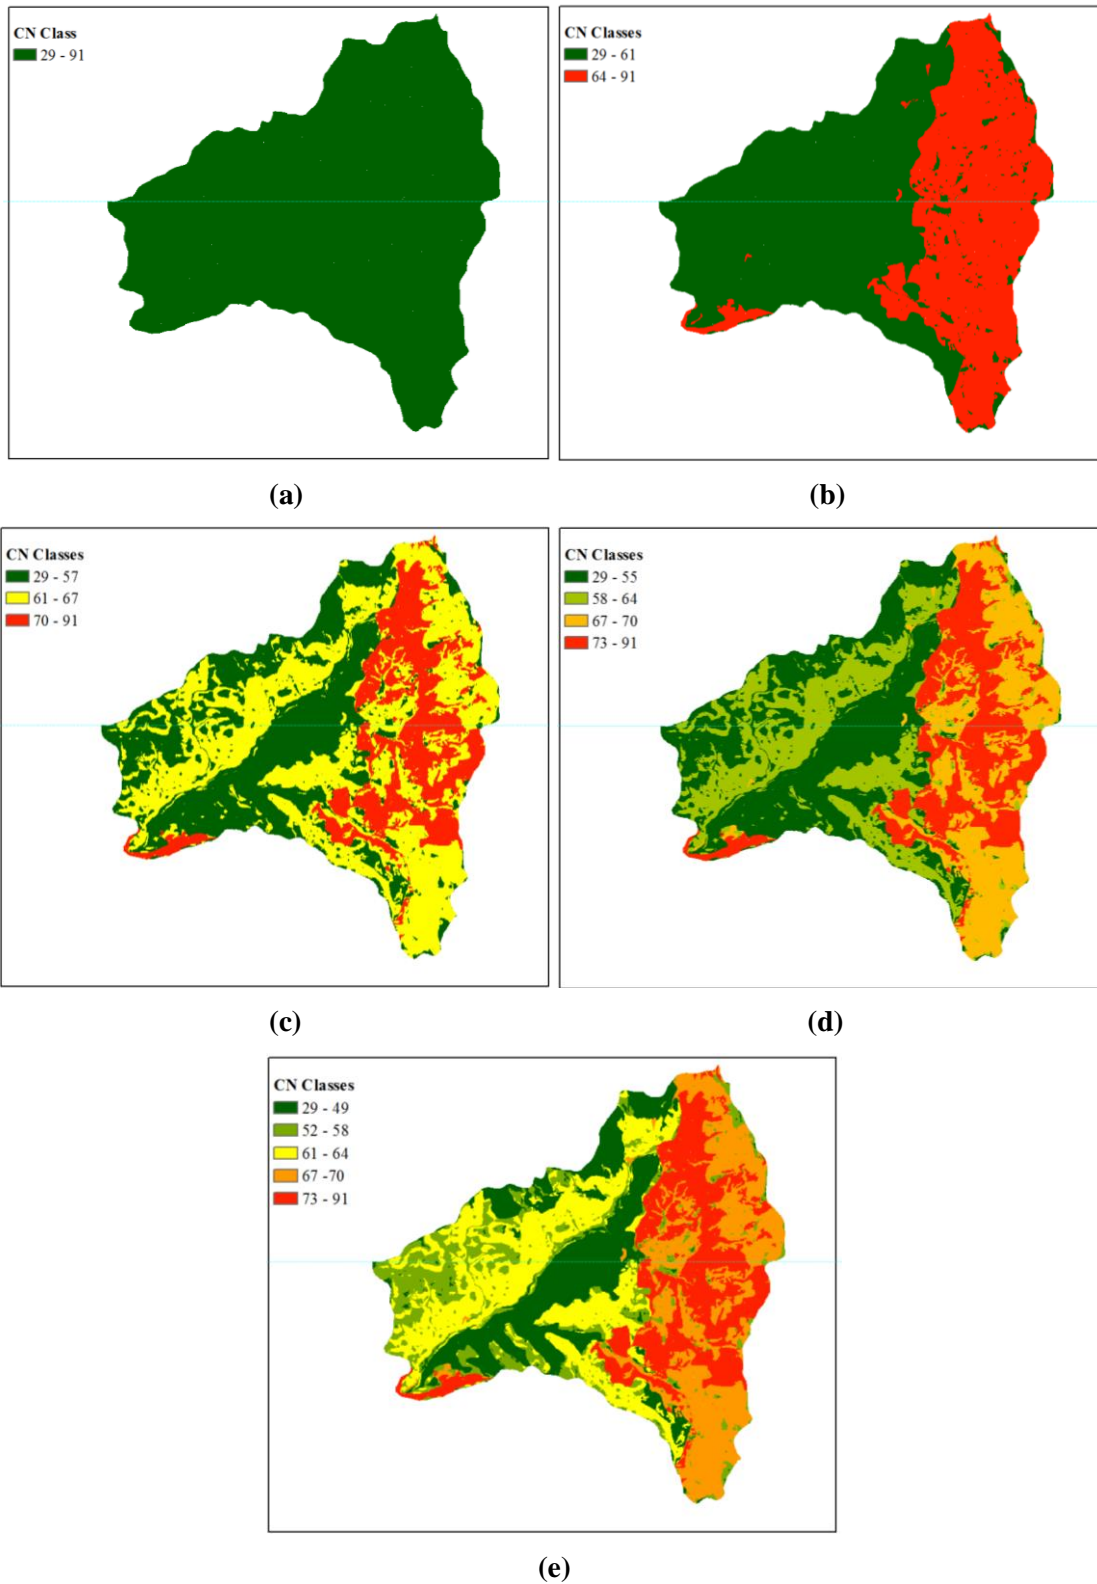 CN Class
29 - 91
(a)
CN Classes
29 - 61
64 - 91
(b)
CN Classes
29 - 57
61 - 67
70 - 91
(c)
CN Classes
29 - 55
58 - 64
67 - 70
73 - 91
(d)
CN Classes
29 - 49
52 - 58
61 - 64
67 -70
73 - 91
(e)